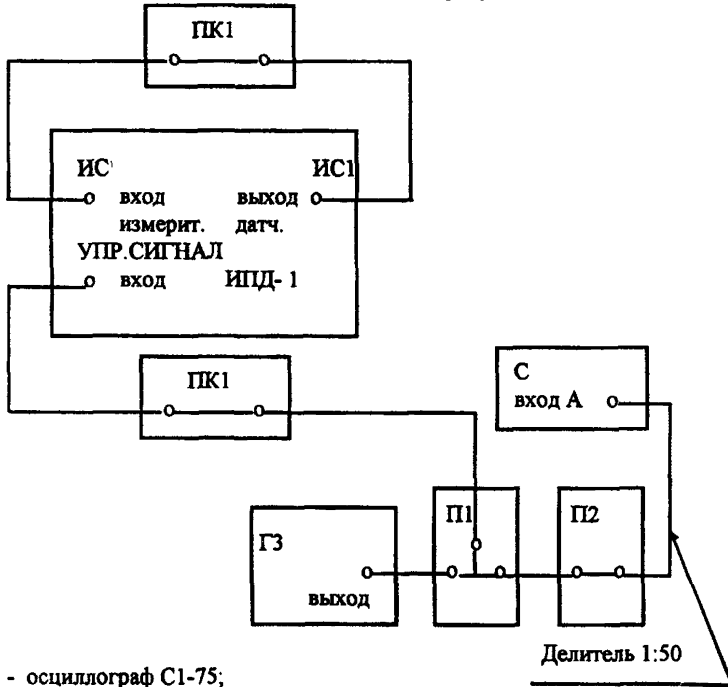 ПК1
ИС ИС1
вход выход
измерит. датч.
УПР.СИГНАЛ
вход ИПД- 1
ПК1
С
вход А
П1 П2
ГЗ
выход
Делитель 1:50
- осциллограф С1-75;